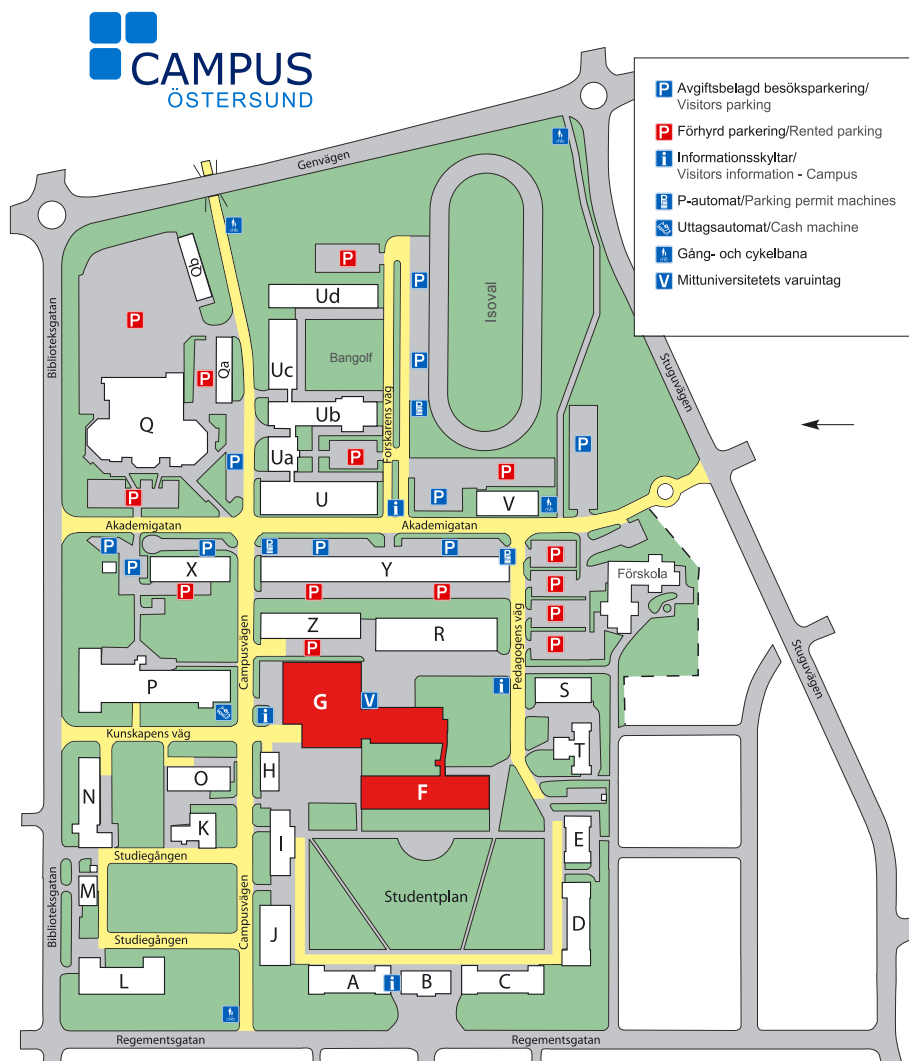 CAMPUS
ÖSTERSUND
P Avgiftsbelagd besöksparkering/
Visitors parking
P Förhyrd parkering/Rented parking
i Informationsskyltar/
Visitors information - Campus
P-automat/Parking permit machines
Uttagsautomat/Cash machine
Gång- och cykelbana
V Mittuniversitetets varuintag
Genvägen
Qb
P
Ud
P
Isoval
Bibliotekesgatan
P
Uc
Bangolf
P
Stuguvägen
P
Qa
Q
Ub
Forskarens väg
Ua
P
P
P
P
P
U
i
P
V
Akademigatan
Akademigatan
P
P
P
P
P
X
Y
P
P
P
P
Förskola
P
P
P
Z
R
P
P
Campusvägen
Pedagogens väg
Stuguvägen
P
G
V
i
S
i
Kunskapens väg
T
H
O
N
F
K
I
E
Studiegången
M
Bibliotekesgatan
Campusvägen
Studentplan
D
J
Studiegången
L
A
i
B
C
Regementsgatan
Regementsgatan